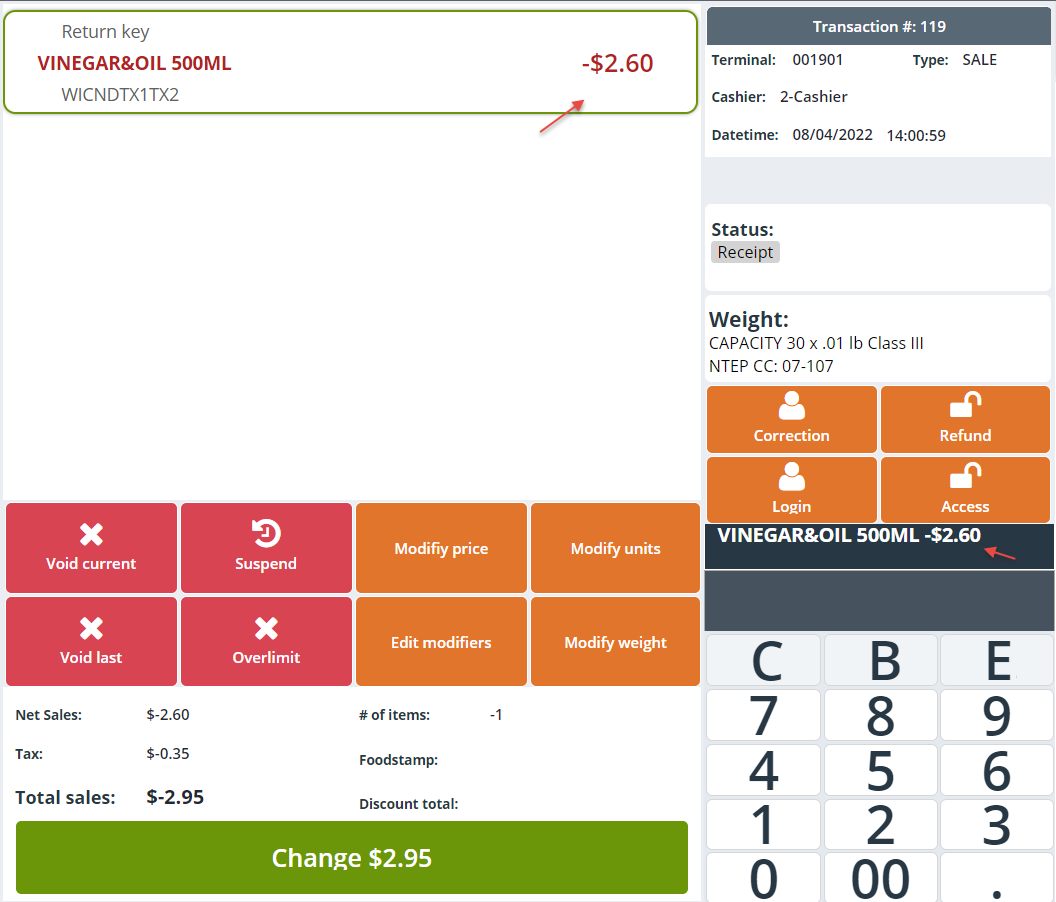 Return key
VINEGAR&OIL 500ML -$2.60
WICNDTX1TX2
Transaction #: 119
Terminal: 001901 Type: SALE
Cashier: 2-Cashier
Datetime: 08/04/2022 14:00:59
Status:
Receipt
Weight:
CAPACITY 30 x .01 lb Class III
NTEP CC: 07-107
Correction Refund
Login Access
VINEGAR&OIL 500ML -$2.60
Void current Suspend Modifiy price Modify units
Void last Overlimit Edit modifiers Modify weight
Net Sales: $-2.60 # of items: -1
Tax: $-0.35
Foodstamp:
Total sales: $-2.95
Discount total:
Change $2.95
C B E
7 8 9
4 5 6
1 2 3
0 00 .